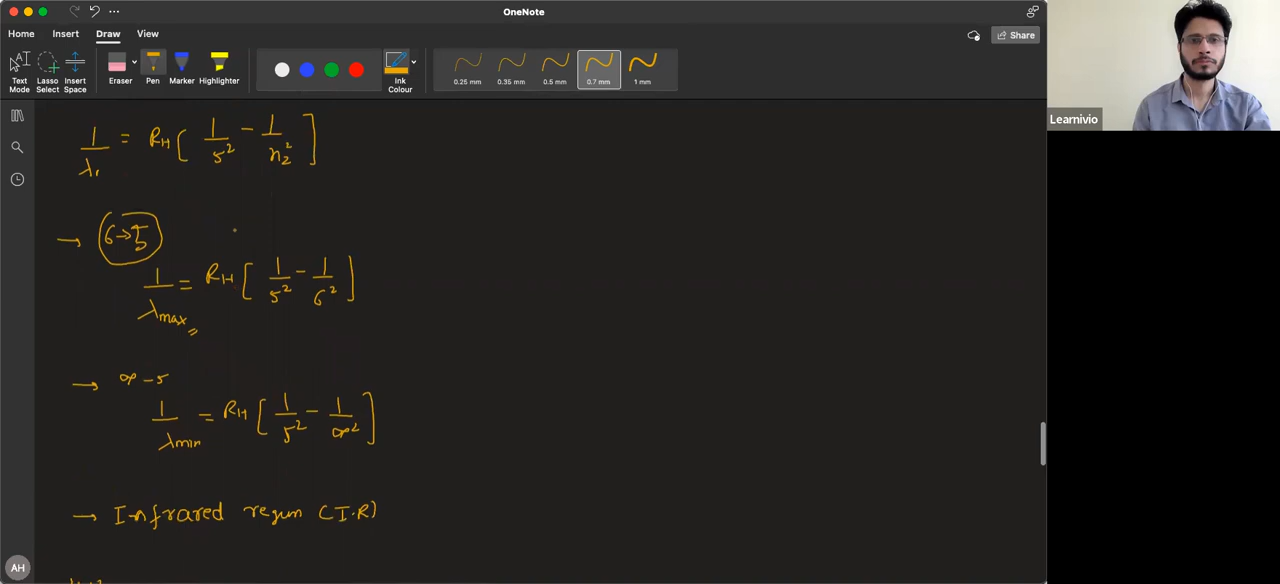 OneNote
Home Insert Draw View
Share
Text Mode Lasso Select Insert Space Eraser Pen Marker Highlighter Ink Colour 0.25 mm 0.35 mm 0.5 mm 0.7 mm 1 mm
Learnivio
1/λ = R_H [ 1/5² − 1/n₂² ]
→ 6→5
1/λmax = R_H [ 1/5² − 1/6² ]
→ ∞ – 5
1/λmin = R_H [ 1/5² − 1/∞² ]
→ Infrared region (I.R)
AH